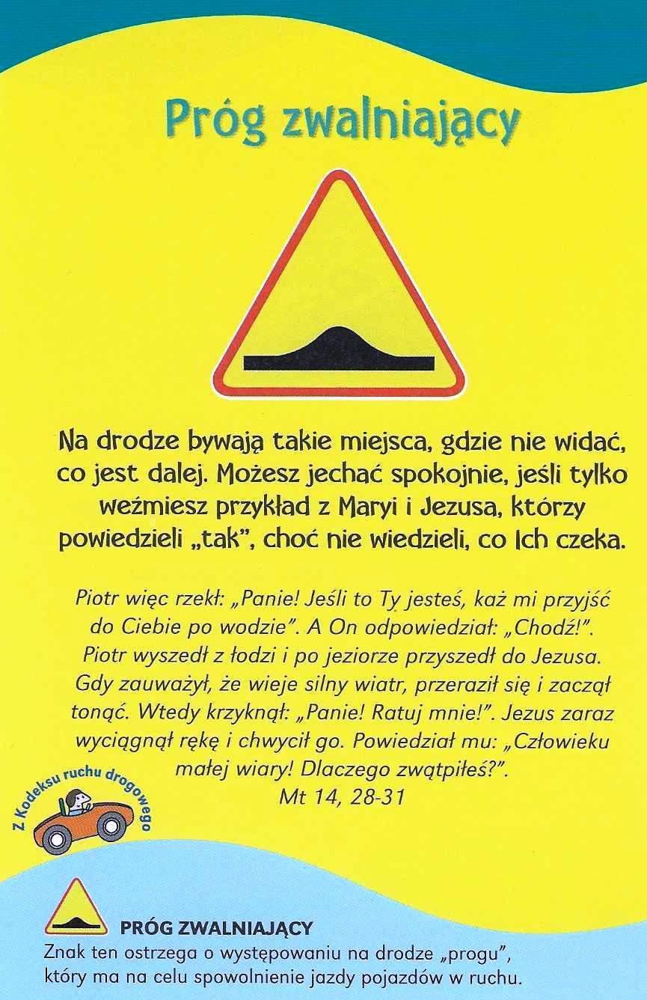 Próg zwalniający
Na drodze bywają takie miejsca, gdzie nie widać,
co jest dalej. Możesz jechać spokojnie, jeśli tylko
weźmiesz przykład z Maryi i Jezusa, którzy
powiedzieli „tak”, choć nie wiedzieli, co Ich czeka.
Piotr więc rzekł: „Panie! Jeśli to Ty jesteś, każ mi przyjść
do Ciebie po wodzie”. A On odpowiedział: „Chodź!”.
Piotr wyszedł z łodzi i po jeziorze przyszedł do Jezusa.
Gdy zauważył, że wieje silny wiatr, przeraził się i zaczął
tonąć. Wtedy krzyknął: „Panie! Ratuj mnie!”. Jezus zaraz
wyciągnął rękę i chwycił go. Powiedział mu: „Człowieku
małej wiary! Dlaczego zwątpiłeś?”.
Mt 14, 28-31
Z Kodeksu ruchu drogowego
PRÓG ZWALNIAJĄCY
Znak ten ostrzega o występowaniu na drodze „progu”,
który ma na celu spowolnienie jazdy pojazdów w ruchu.